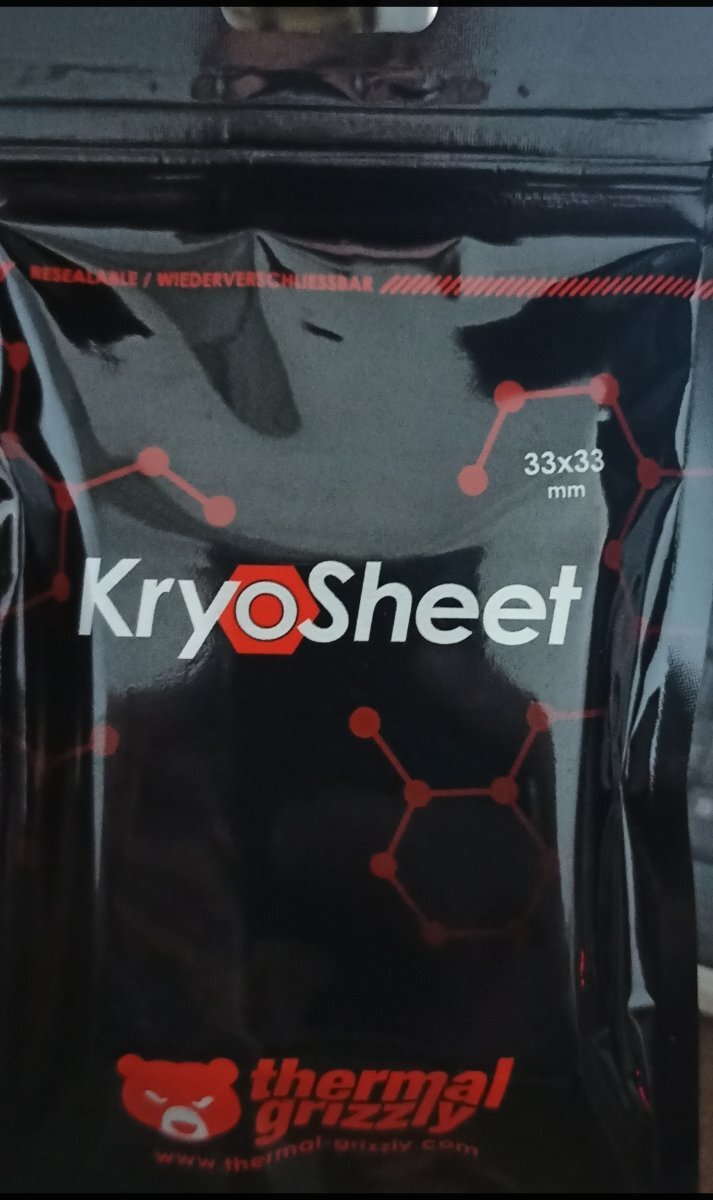 RESEALABLE / WIEDERVERSCHLIESSBAR
33x33
mm
KryoSheet
thermal
grizzly
www.thermal-grizzly.com